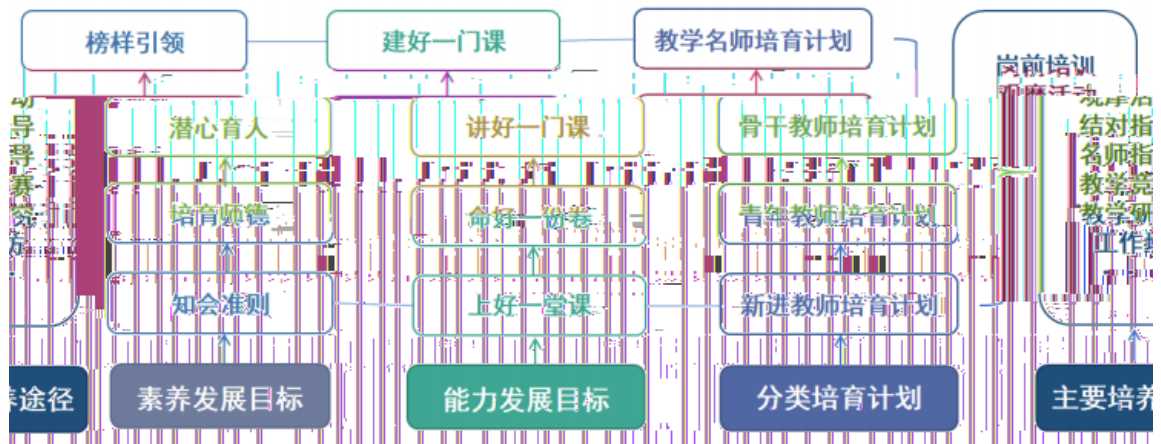 榜样引领 建好一门课 教学名师培育计划
岗前培训
潜心育人 讲好一门课 骨干教师培育计划
结对指
名师指
教学竞
培育师德 命好一份卷 青年教师培育计划
教学研
工作
知会准则 上好一堂课 新进教师培育计划
途径 素养发展目标 能力发展目标 分类培育计划 主要培养